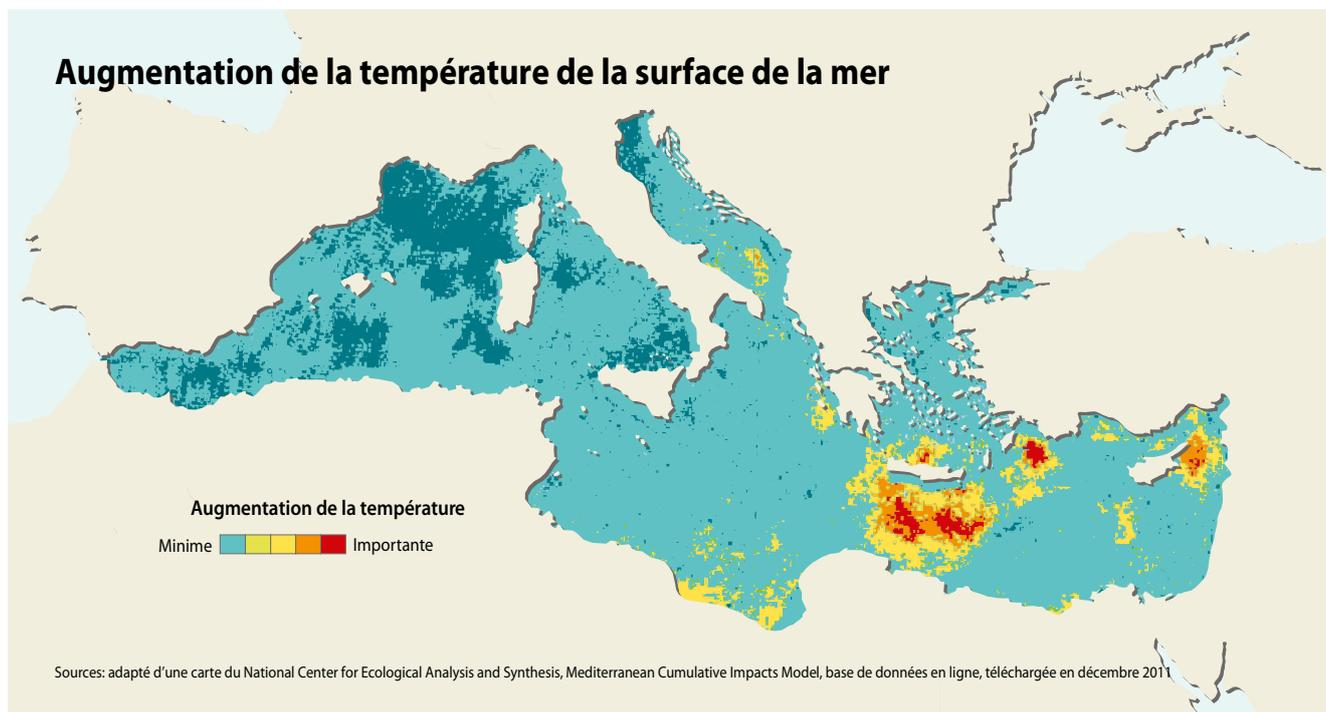 Augmentation de la température de la surface de la mer
Augmentation de la température
Minime Importante
Sources: adapté d’une carte du National Center for Ecological Analysis and Synthesis, Mediterranean Cumulative Impacts Model, base de données en ligne, téléchargée en décembre 2011